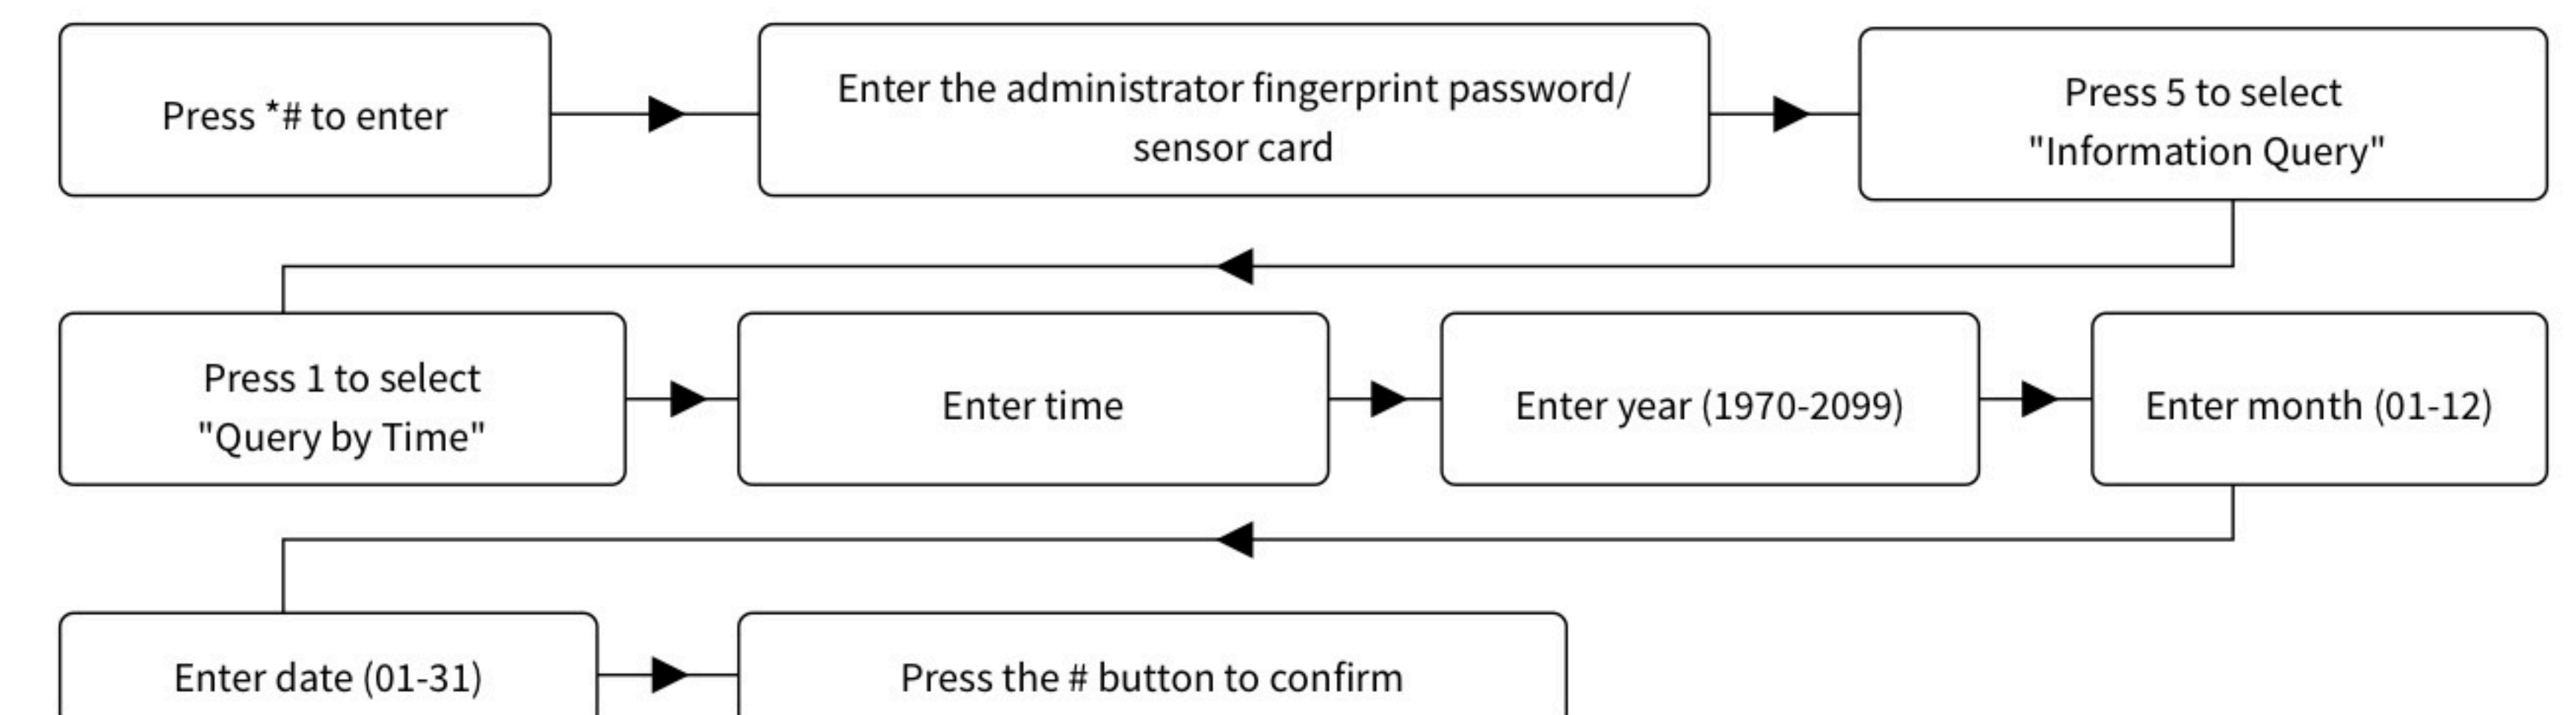 Press *# to enter
Enter the administrator fingerprint password/
sensor card
Press 5 to select
"Information Query"
Press 1 to select
"Query by Time"
Enter time
Enter year (1970-2099)
Enter month (01-12)
Enter date (01-31)
Press the # button to confirm